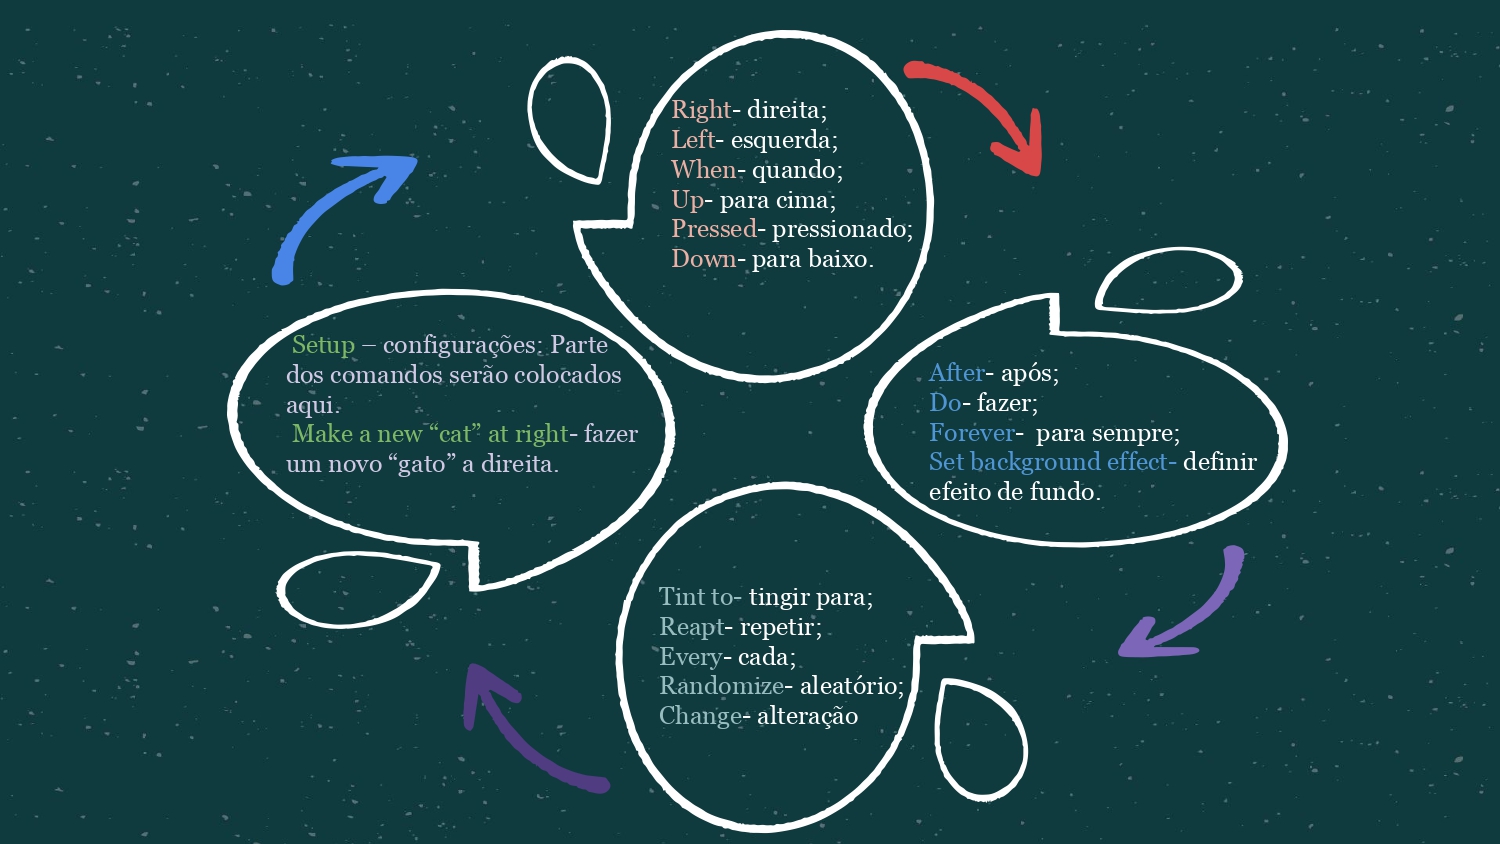 Right- direita;
Left- esquerda;
When- quando;
Up- para cima;
Pressed- pressionado;
Down- para baixo.
Setup – configurações: Parte
dos comandos serão colocados
aqui.
Make a new “cat” at right- fazer
um novo “gato” a direita.
After- após;
Do- fazer;
Forever-  para sempre;
Set background effect- definir
efeito de fundo.
Tint to- tingir para;
Reapt- repetir;
Every- cada;
Randomize- aleatório;
Change- alteração